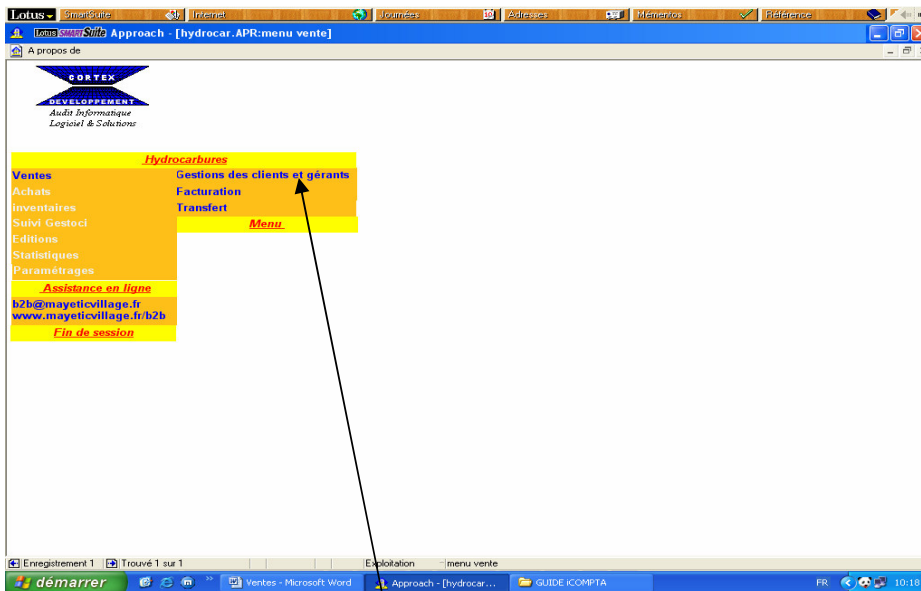 Lotus SmartSuite Internet Journées 10 Adresses Mémentos Référence
Lotus SMARTSuite Approach - [hydrocar.APR:menu vente]
A propos de
CORTEX
DEVELOPPEMENT
Audit Informatique
Logiciel & Solutions
Hydrocarbures
Ventes Gestions des clients et gérants
Achats Facturation
Inventaires Transfert
Suivi Gestoci Menu
Editions
Statistiques
Paramétrages
Assistance en ligne
b2b@mayeticvillage.fr
www.mayeticvillage.fr/b2b
Fin de session
Enregistrement 1 Trouvé 1 sur 1 Exploitation menu vente
démarrer » Ventes - Microsoft Word Approach - [hydrocar... GUIDE iCOMPTA FR 10:18